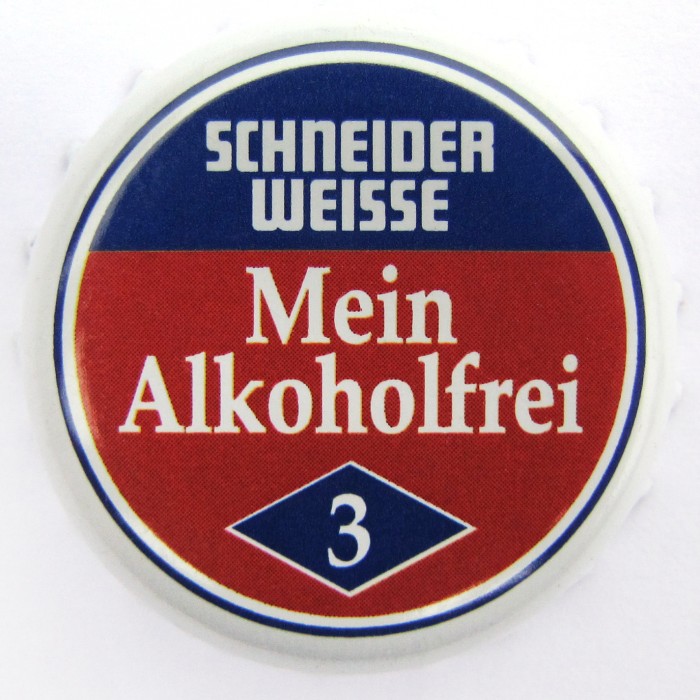 SCHNEIDER
WEISSE
Mein
Alkoholfrei
3